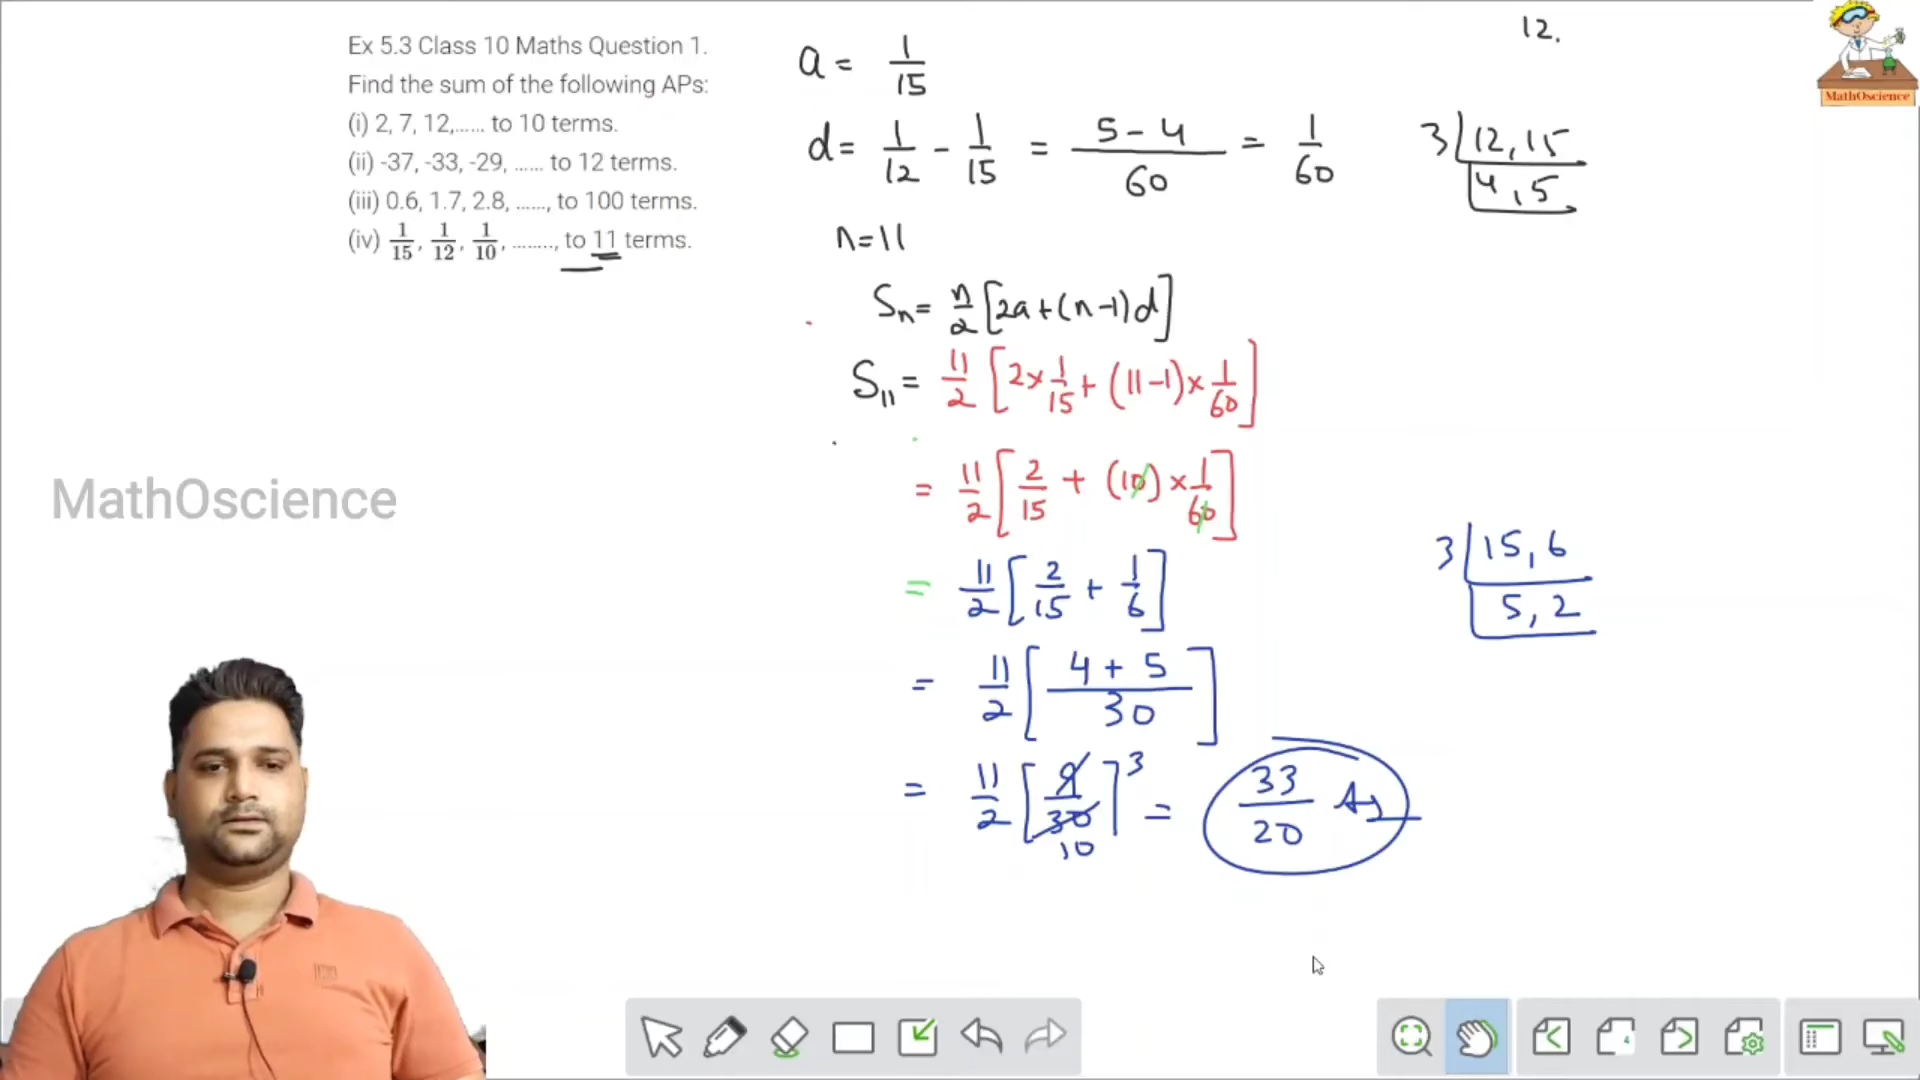 Ex 5.3 Class 10 Maths Question 1.
Find the sum of the following APs:
(i) 2, 7, 12,...... to 10 terms.
(ii) -37, -33, -29, ...... to 12 terms.
(iii) 0.6, 1.7, 2.8, ......, to 100 terms.
(iv) 1/15, 1/12, 1/10, ........, to 11 terms.
a = 1/15
d = 1/12 - 1/15 = (5 - 4)/60 = 1/60
n=11
Sn = n/2 [2a+(n-1)d]
S11 = 11/2 [2×1/15 + (11-1)×1/60]
= 11/2 [2/15 + (10)×1/60]
= 11/2 [2/15 + 1/6]
= 11/2 [(4 + 5)/30]
= 11/2 [9/30] 3 = 33/20
10
12.
3 | 12, 15
4, 5
3 | 15, 6
5, 2
MathOscience
MathOscience